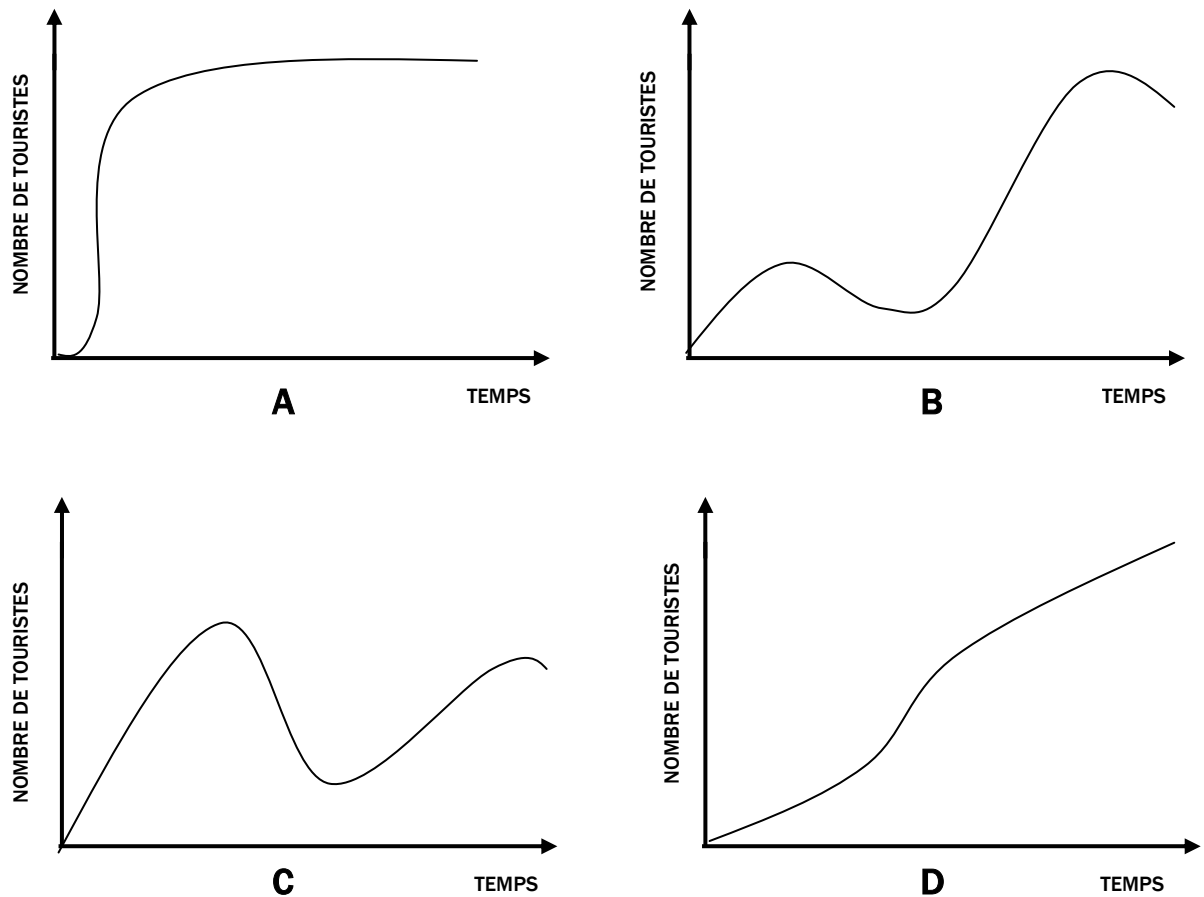 NOMBRE DE TOURISTES
TEMPS
A
NOMBRE DE TOURISTES
TEMPS
B
NOMBRE DE TOURISTES
TEMPS
C
NOMBRE DE TOURISTES
TEMPS
D